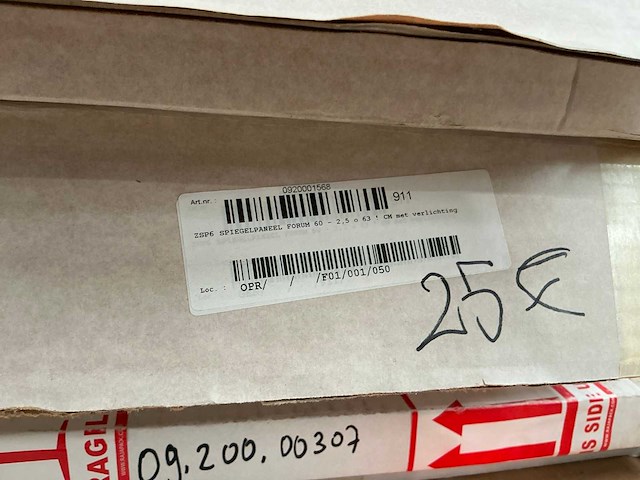 Art.nr.:
0920001568
911
ZSP6 SPIEGELPANEEL FORUM 60 - 2,5 o 63 ' CM met verlichting
Loc. : OPR/ / /F01/001/050
25 €
RAGEL
09.200.00307
IS SIDE U